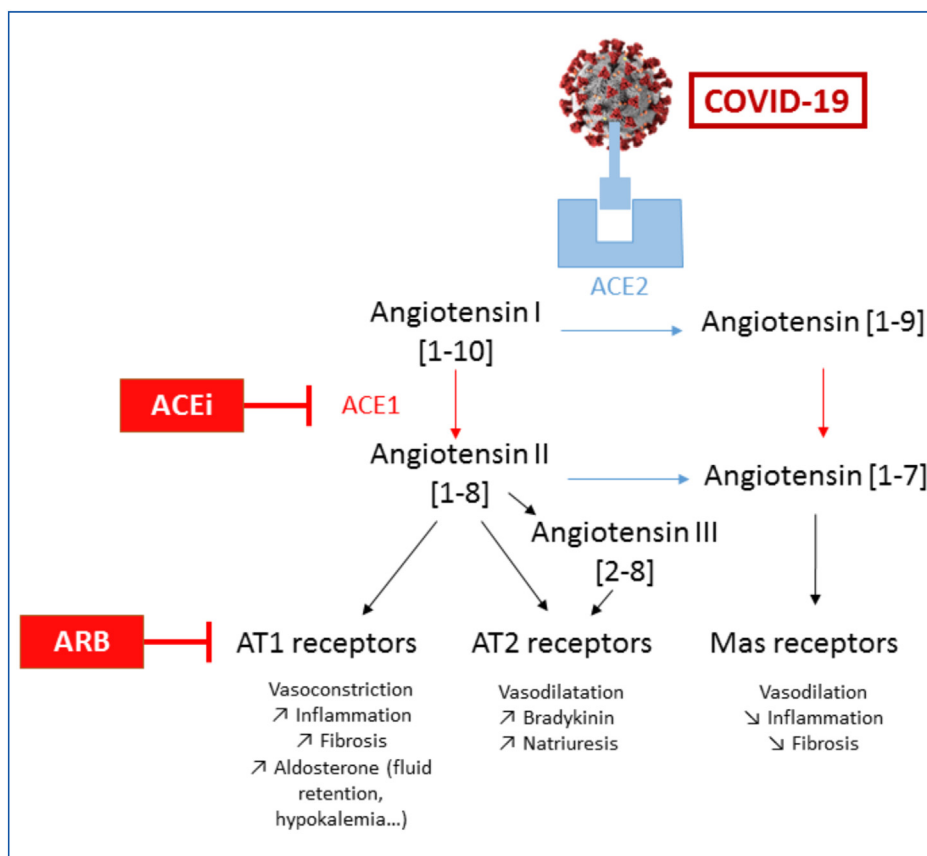 COVID-19
ACE2
Angiotensin I
[1-10]
Angiotensin [1-9]
ACEi
ACE1
Angiotensin II
[1-8]
Angiotensin [1-7]
Angiotensin III
[2-8]
ARB
AT1 receptors
Vasoconstriction
↗ Inflammation
↗ Fibrosis
↗ Aldosterone (fluid
retention,
hypokalemia...)
AT2 receptors
Vasodilatation
↗ Bradykinin
↗ Natriuresis
Mas receptors
Vasodilation
↘ Inflammation
↘ Fibrosis